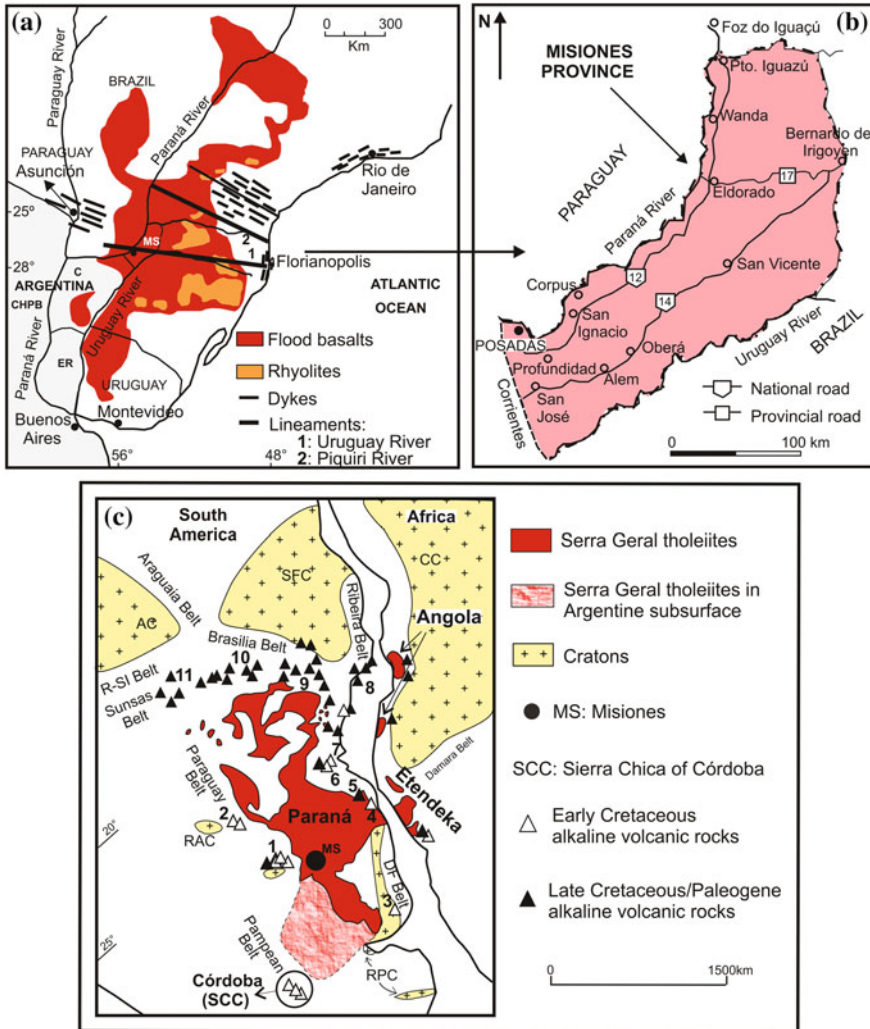 (a)
0 300
Km
BRAZIL
Paraguay River
Paraná River
PARAGUAY
Asunción
Rio de
Janeiro
25°
MS
2
1
Florianopolis
28°
C
ARGENTINA
CHPB
ATLANTIC
OCEAN
Paraná River
Uruguay River
ER
URUGUAY
Buenos
Aires
Montevideo
56°
48°
Flood basalts
Rhyolites
Dykes
Lineaments:
1: Uruguay River
2: Piquiri River
(b)
N
Foz do Iguaçú
MISIONES
PROVINCE
Pto. Iguazú
Wanda
Bernardo de
Irigoyen
PARAGUAY
17
Eldorado
Paraná River
12
San Vicente
Corpus
14
San
Ignacio
POSADAS
Uruguay River
BRAZIL
Oberá
Profundidad
Alem
San
José
Corrientes
National road
Provincial road
0 100 km
(c)
South
America
Africa
CC
SFC
Araguaia Belt
Ribeira Belt
AC
Angola
Brasilia Belt
R-SI Belt
11
10
9
8
Sunsas
Belt
7
Damara Belt
6
5
Paraguay
Belt
Etendeka
4
2
Paraná
20°
RAC
1
MS
DF Belt
3
Pampean
Belt
25°
RPC
Córdoba
(SCC)
Serra Geral tholeiites
Serra Geral tholeiites in
Argentine subsurface
Cratons
MS: Misiones
SCC: Sierra Chica of Córdoba
Early Cretaceous
alkaline volcanic rocks
Late Cretaceous/Paleogene
alkaline volcanic rocks
0 1500km